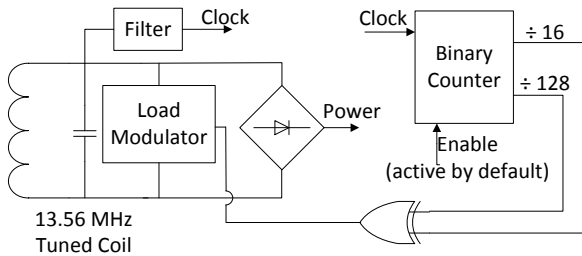 Clock
Filter
Clock
÷ 16
Binary
Counter
÷ 128
Load
Modulator
Power
Enable
(active by default)
13.56 MHz
Tuned Coil